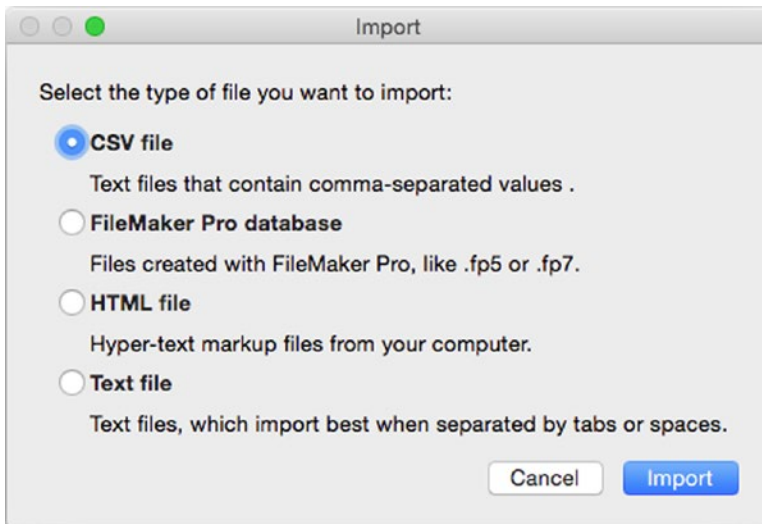 Import
Select the type of file you want to import:
CSV file
Text files that contain comma-separated values .
FileMaker Pro database
Files created with FileMaker Pro, like .fp5 or .fp7.
HTML file
Hyper-text markup files from your computer.
Text file
Text files, which import best when separated by tabs or spaces.
Cancel Import